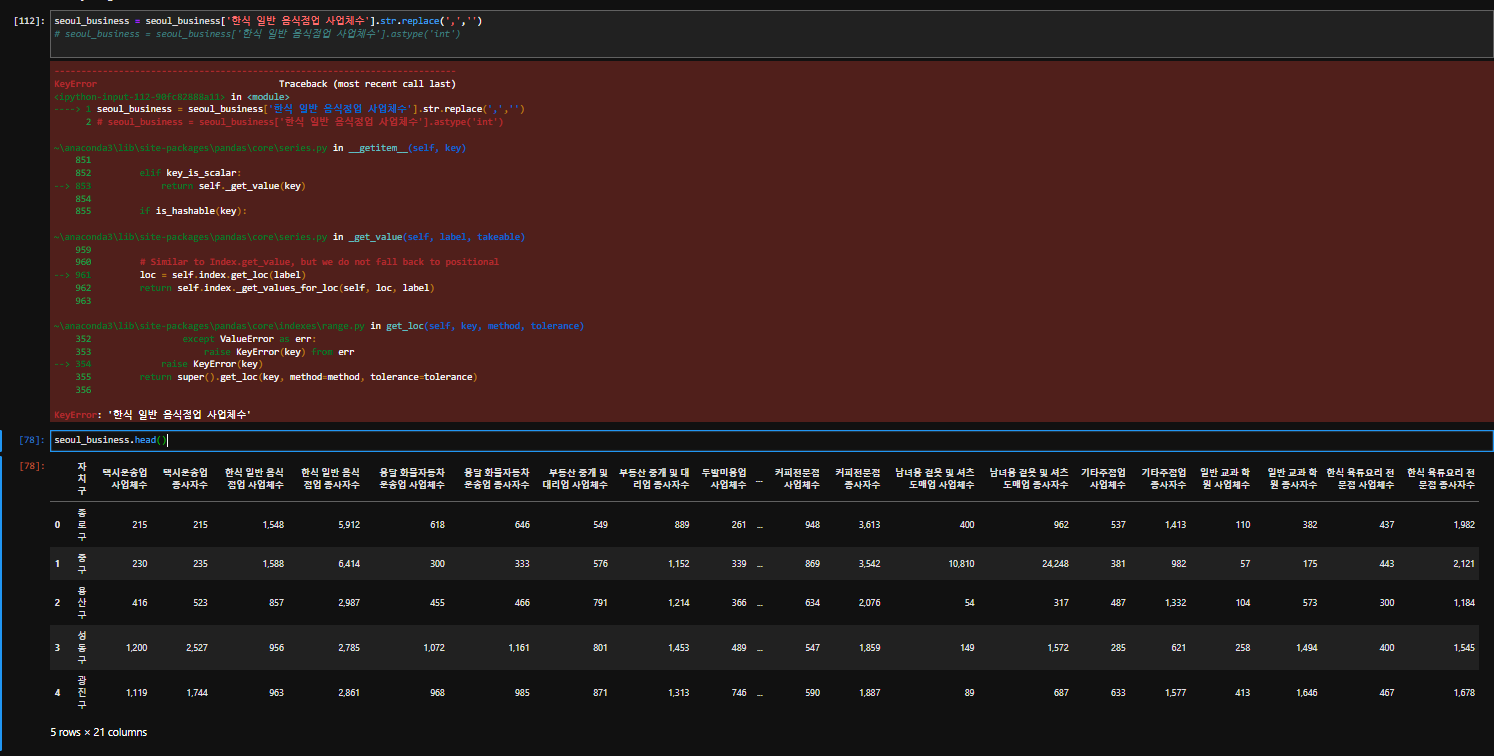 [112]: seoul_business = seoul_business['한식 일반 음식점업 사업체수'].str.replace(',','')
# seoul_business = seoul_business['한식 일반 음식점업 사업체수'].astype('int')
---------------------------------------------------------------------------
KeyError Traceback (most recent call last)
<ipython-input-112-90fc82888a11> in <module>
----> 1 seoul_business = seoul_business['한식 일반 음식점업 사업체수'].str.replace(',','')
2 # seoul_business = seoul_business['한식 일반 음식점업 사업체수'].astype('int')
~\anaconda3\lib\site-packages\pandas\core\series.py in __getitem__(self, key)
851
852 elif key_is_scalar:
--> 853 return self._get_value(key)
854
855 if is_hashable(key):
~\anaconda3\lib\site-packages\pandas\core\series.py in _get_value(self, label, takeable)
959
960 # Similar to Index.get_value, but we do not fall back to positional
--> 961 loc = self.index.get_loc(label)
962 return self.index._get_values_for_loc(self, loc, label)
963
~\anaconda3\lib\site-packages\pandas\core\indexes\range.py in get_loc(self, key, method, tolerance)
352 except ValueError as err:
353 raise KeyError(key) from err
--> 354 raise KeyError(key)
355 return super().get_loc(key, method=method, tolerance=tolerance)
356
KeyError: '한식 일반 음식점업 사업체수'
[78]: seoul_business.head()
[78]: 자치구 택시운송업 사업체수 택시운송업 종사자수 한식 일반 음식점업 사업체수 한식 일반 음식점업 종사자수 용달 화물자동차 운송업 사업체수 용달 화물자동차 운송업 종사자수 부동산 중개 및 대리업 사업체수 부동산 중개 및 대리업 종사자수 두발미용업 사업체수 ... 커피전문점 사업체수 커피전문점 종사자수 남녀용 겉옷 및 셔츠 도매업 사업체수 남녀용 겉옷 및 셔츠 도매업 종사자수 기타주점업 사업체수 기타주점업 종사자수 일반 교과 학원 사업체수 일반 교과 학원 종사자수 한식 육류요리 전문점 사업체수 한식 육류요리 전문점 종사자수
0 종로구 215 215 1,548 5,912 618 646 549 889 261 ... 948 3,613 400 962 537 1,413 110 382 437 1,982
1 중구 230 235 1,588 6,414 300 333 576 1,152 339 ... 869 3,542 10,810 24,248 381 982 57 175 443 2,121
2 용산구 416 523 857 2,987 455 466 791 1,214 366 ... 634 2,076 54 317 487 1,332 104 573 300 1,184
3 성동구 1,200 2,527 956 2,785 1,072 1,161 801 1,453 489 ... 547 1,859 149 1,572 285 621 258 1,494 400 1,545
4 광진구 1,119 1,744 963 2,861 968 985 871 1,313 746 ... 590 1,887 89 687 633 1,577 413 1,646 467 1,678
5 rows × 21 columns